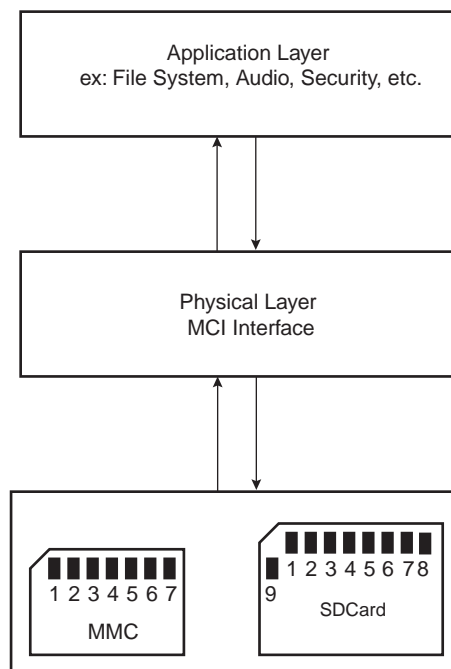 Application Layer
ex: File System, Audio, Security, etc.
Physical Layer
MCI Interface
1 2 3 4 5 6 7
MMC
1 2 3 4 5 6 7 8
9
SDCard